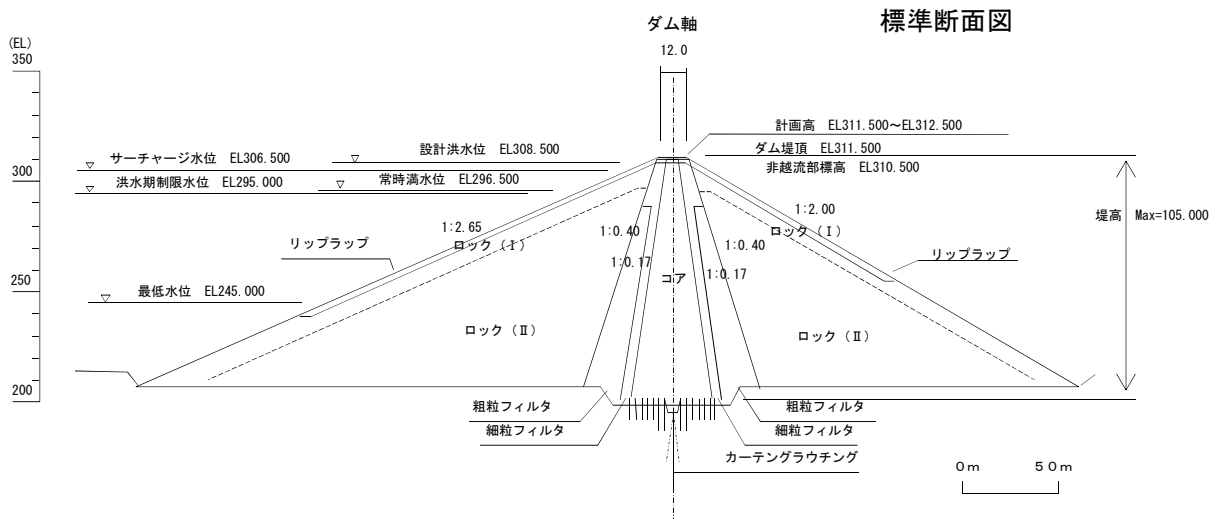 標準断面図
ダム軸
12.0
(EL)
350
300
250
200
計画高 EL311.500～EL312.500
ダム堤頂 EL311.500
非越流部標高 EL310.500
設計洪水位 EL308.500
サーチャージ水位 EL306.500
常時満水位 EL296.500
洪水期制限水位 EL295.000
最低水位 EL245.000
堤高 Max=105.000
1:2.65
1:2.00
リップラップ
ロック（Ⅰ）
1:0.40
1:0.17
コア
1:0.40
1:0.17
ロック（Ⅰ）
リップラップ
ロック（Ⅱ）
ロック（Ⅱ）
粗粒フィルタ
細粒フィルタ
粗粒フィルタ
細粒フィルタ
カーテングラウチング
0m 50m